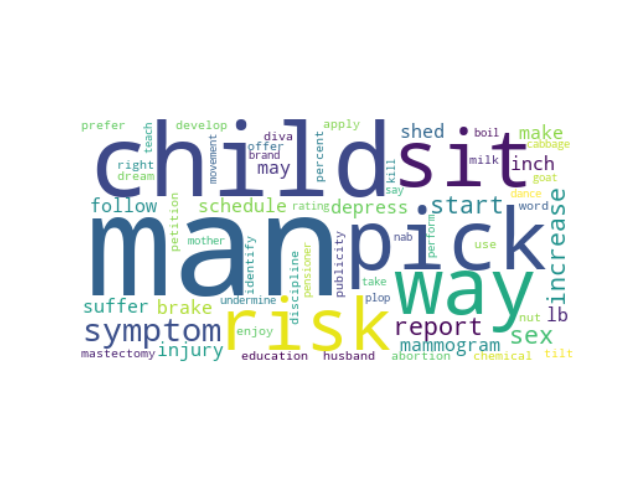 prefer
teach
develop
movement
offer
diva
brand
may
percent
apply
shed
boil
make
cabbage
child
sit
right
dream
kill
say
milk
inch
goat
dance
follow
petition
schedule
rating
depress
start
word
increase
man
pick
mother
identify
discipline
pensioner
publicity
nab
perform
use
take
plop
way
suffer
brake
undermine
risk
symptom
enjoy
report
nut
lb
sex
mammogram
mastectomy
injury
education
husband
abortion
chemical
tilt